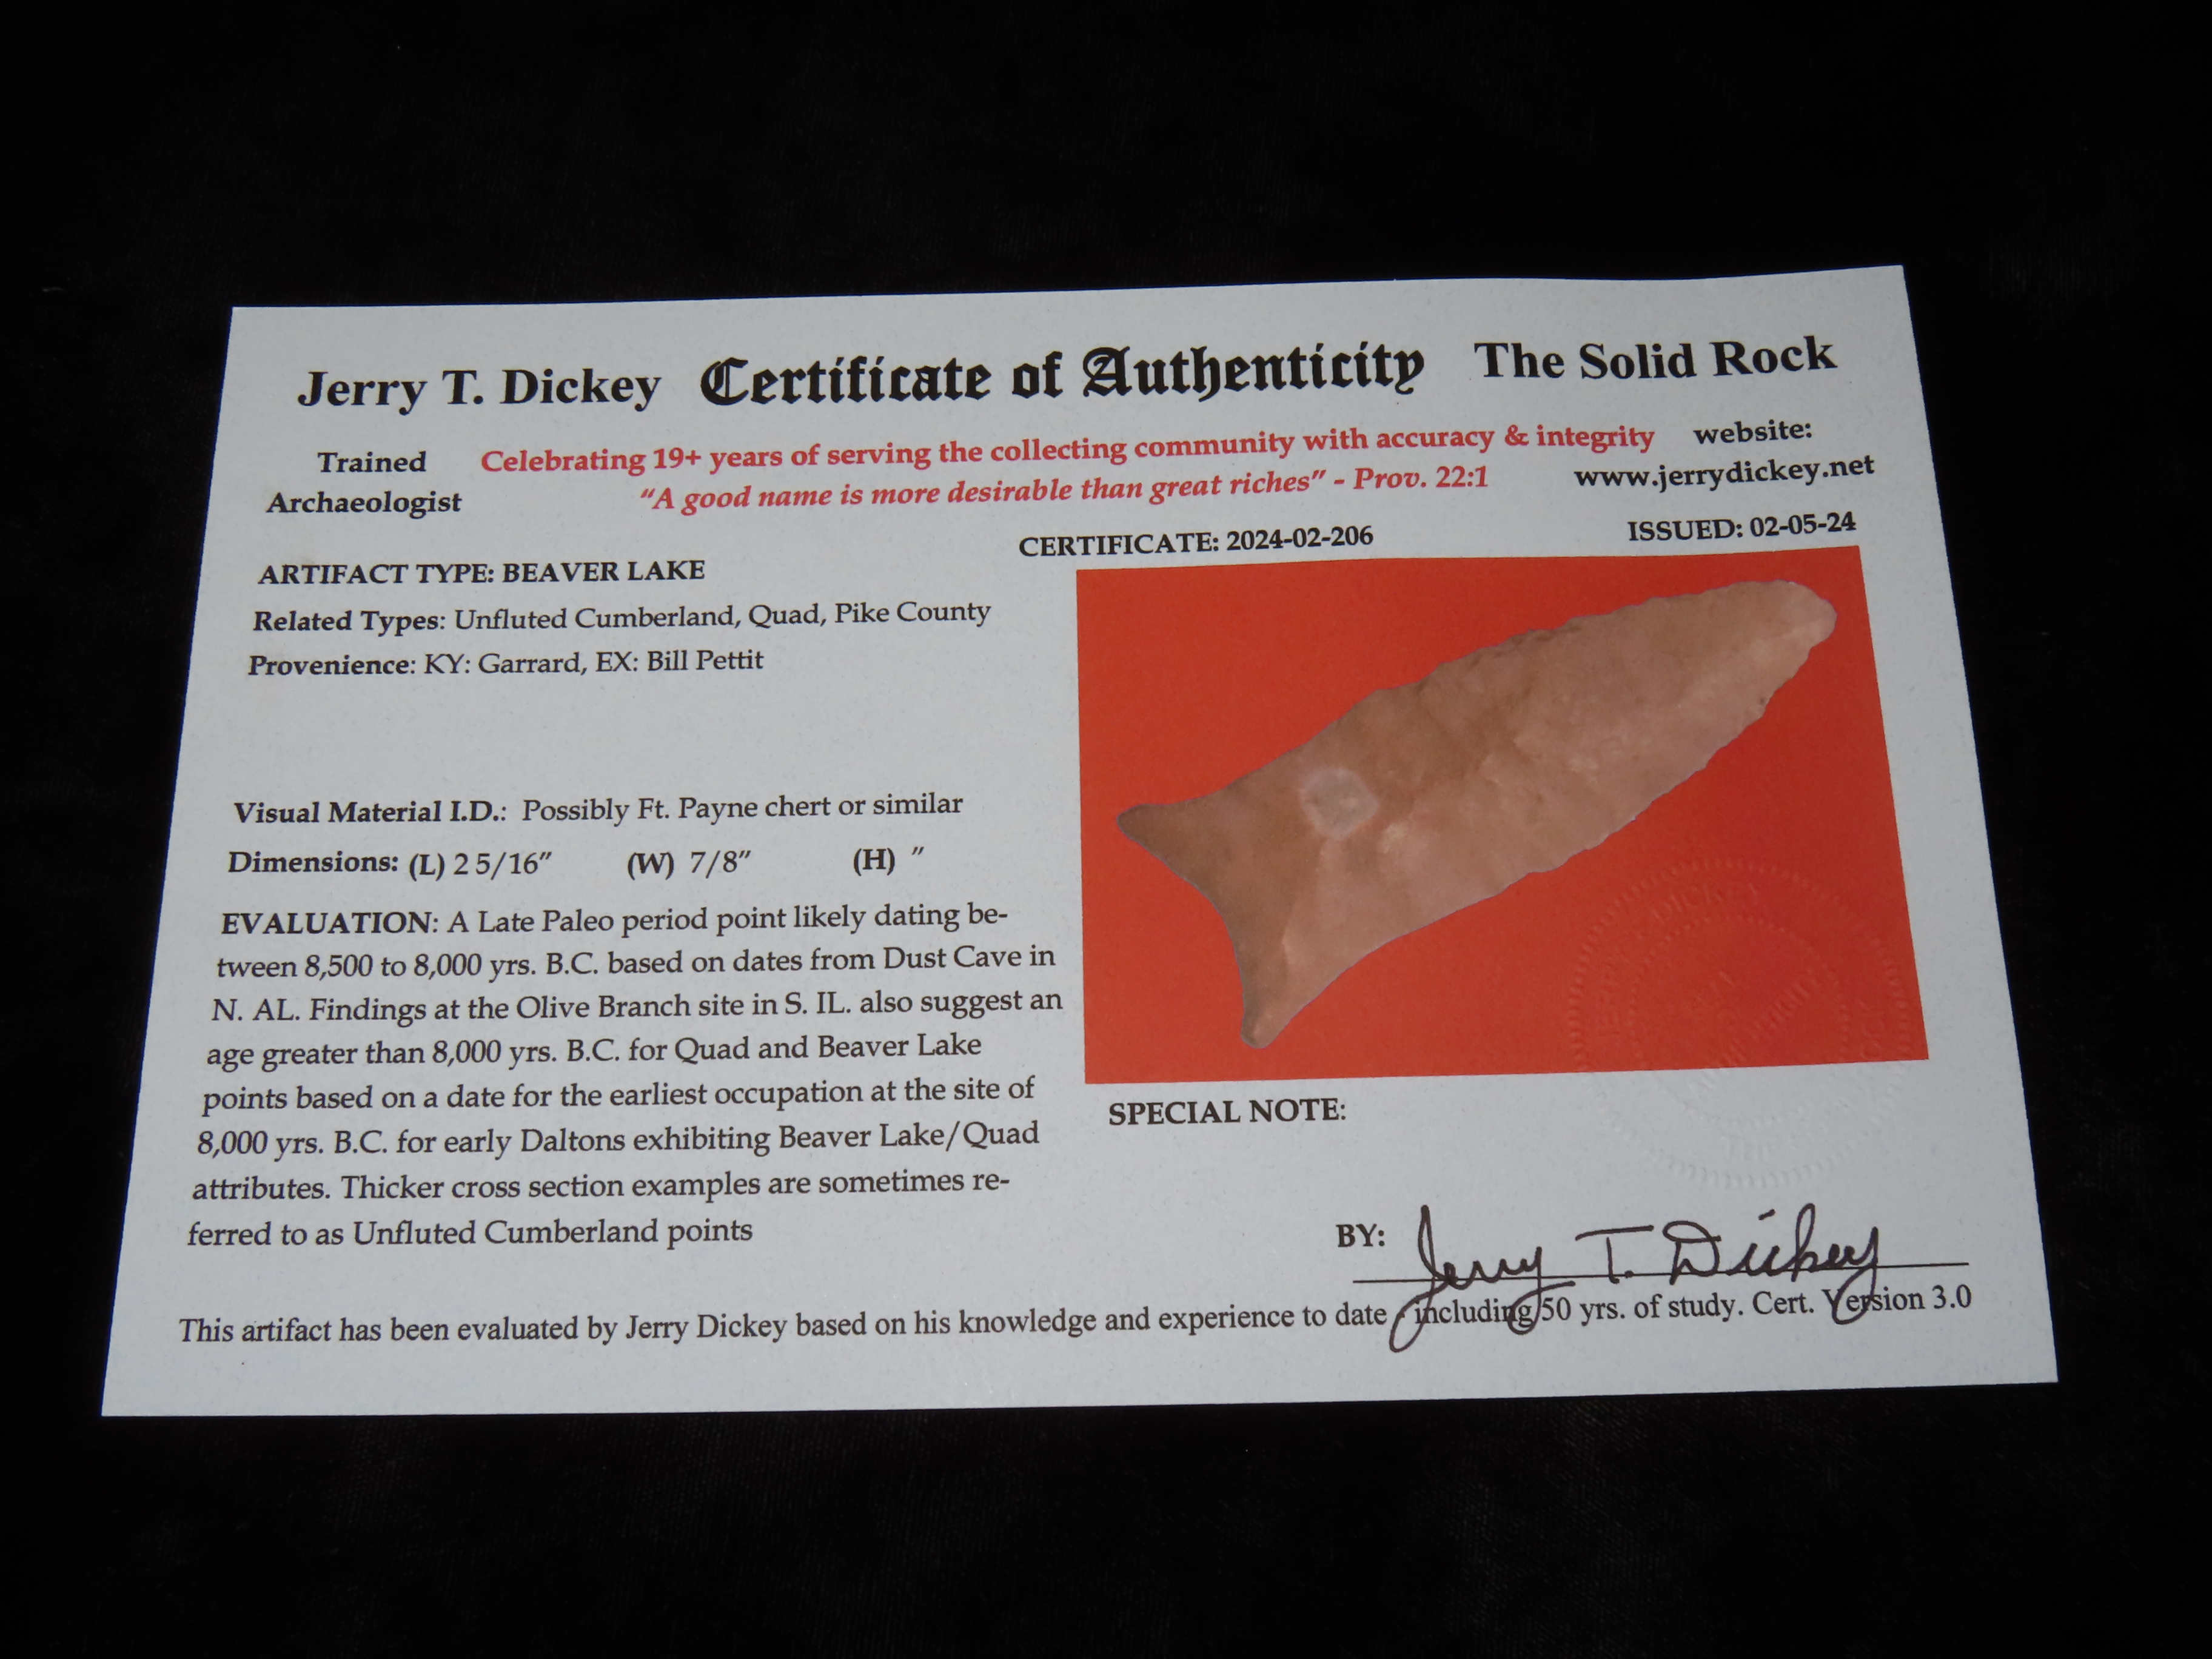 Jerry T. Dickey Certificate of Authenticity The Solid Rock
Trained
Archaeologist
Celebrating 19+ years of serving the collecting community with accuracy & integrity
"A good name is more desirable than great riches" - Prov. 22:1
website:
www.jerrydickey.net
CERTIFICATE: 2024-02-206
ISSUED: 02-05-24
ARTIFACT TYPE: BEAVER LAKE
Related Types: Unfluted Cumberland, Quad, Pike County
Provenience: KY: Garrard, EX: Bill Pettit
Visual Material I.D.: Possibly Ft. Payne chert or similar
Dimensions: (L) 2 5/16" (W) 7/8" (H) "
EVALUATION: A Late Paleo period point likely dating be-
tween 8,500 to 8,000 yrs. B.C. based on dates from Dust Cave in
N. AL. Findings at the Olive Branch site in S. IL. also suggest an
age greater than 8,000 yrs. B.C. for Quad and Beaver Lake
points based on a date for the earliest occupation at the site of
8,000 yrs. B.C. for early Daltons exhibiting Beaver Lake/Quad
attributes. Thicker cross section examples are sometimes re-
ferred to as Unfluted Cumberland points
SPECIAL NOTE:
BY: Jerry T. Dickey
This artifact has been evaluated by Jerry Dickey based on his knowledge and experience to date - including 50 yrs. of study. Cert. Version 3.0